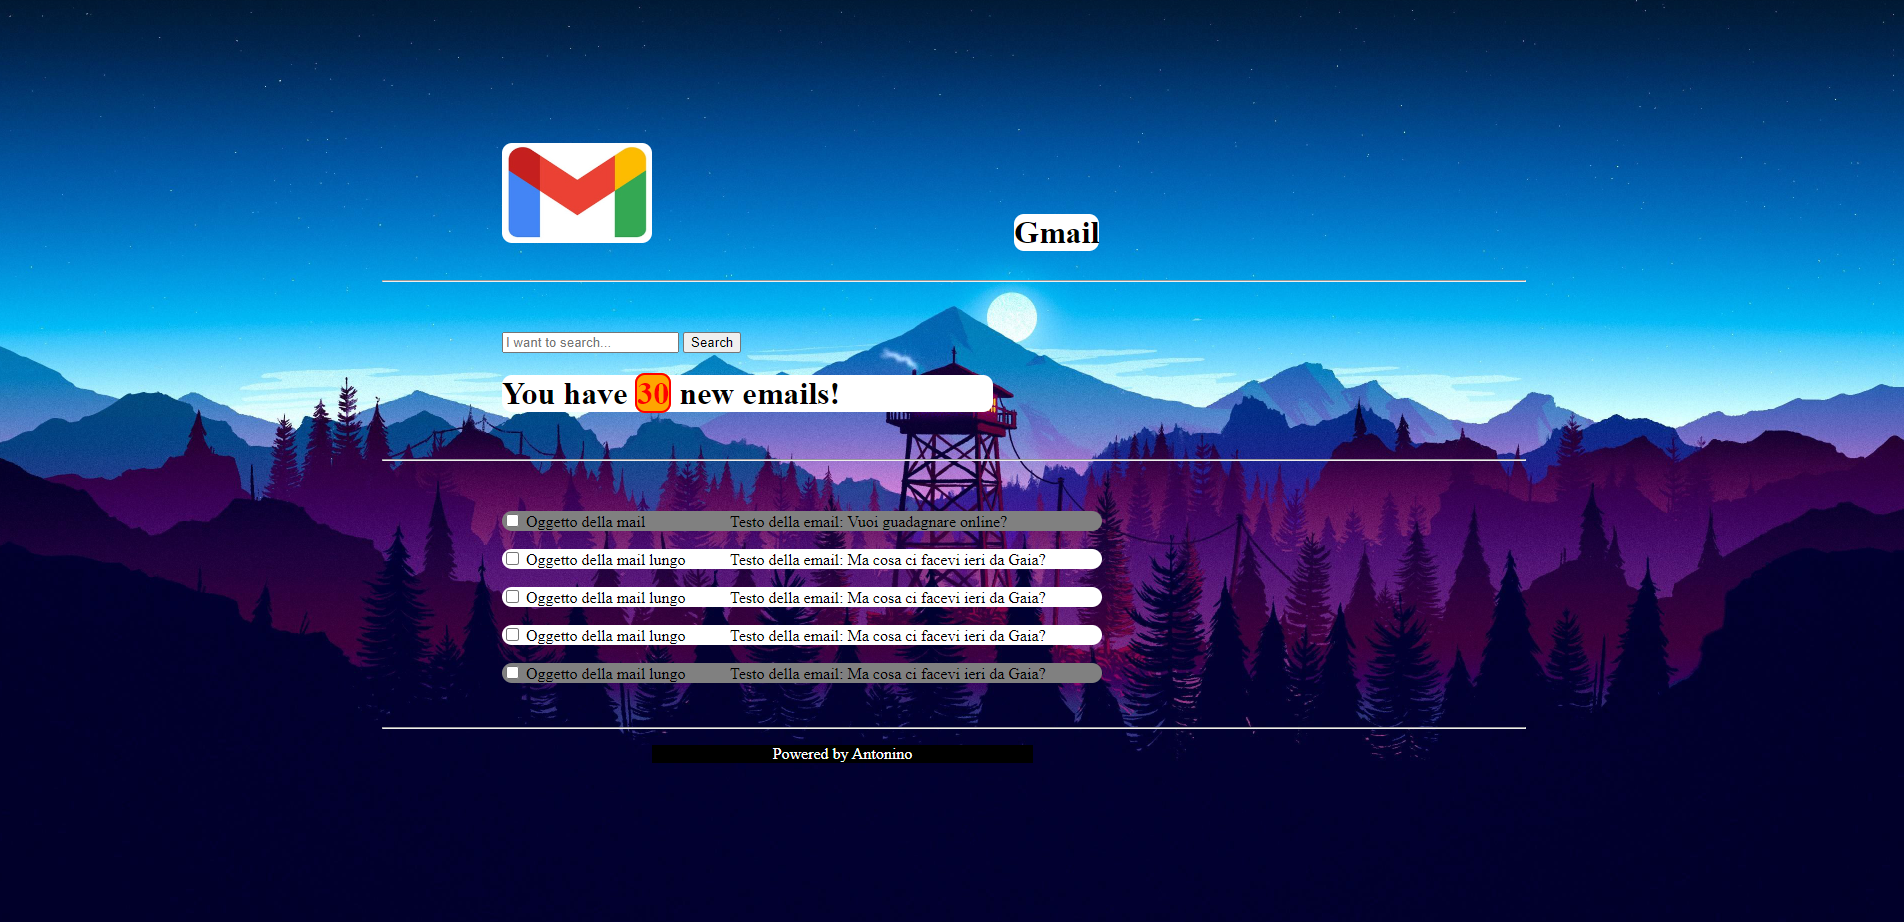 Gmail
I want to search...
Search
You have 30 new emails!
Oggetto della mail Testo della email: Vuoi guadagnare online?
Oggetto della mail lungo Testo della email: Ma cosa ci facevi ieri da Gaia?
Oggetto della mail lungo Testo della email: Ma cosa ci facevi ieri da Gaia?
Oggetto della mail lungo Testo della email: Ma cosa ci facevi ieri da Gaia?
Oggetto della mail lungo Testo della email: Ma cosa ci facevi ieri da Gaia?
Powered by Antonino